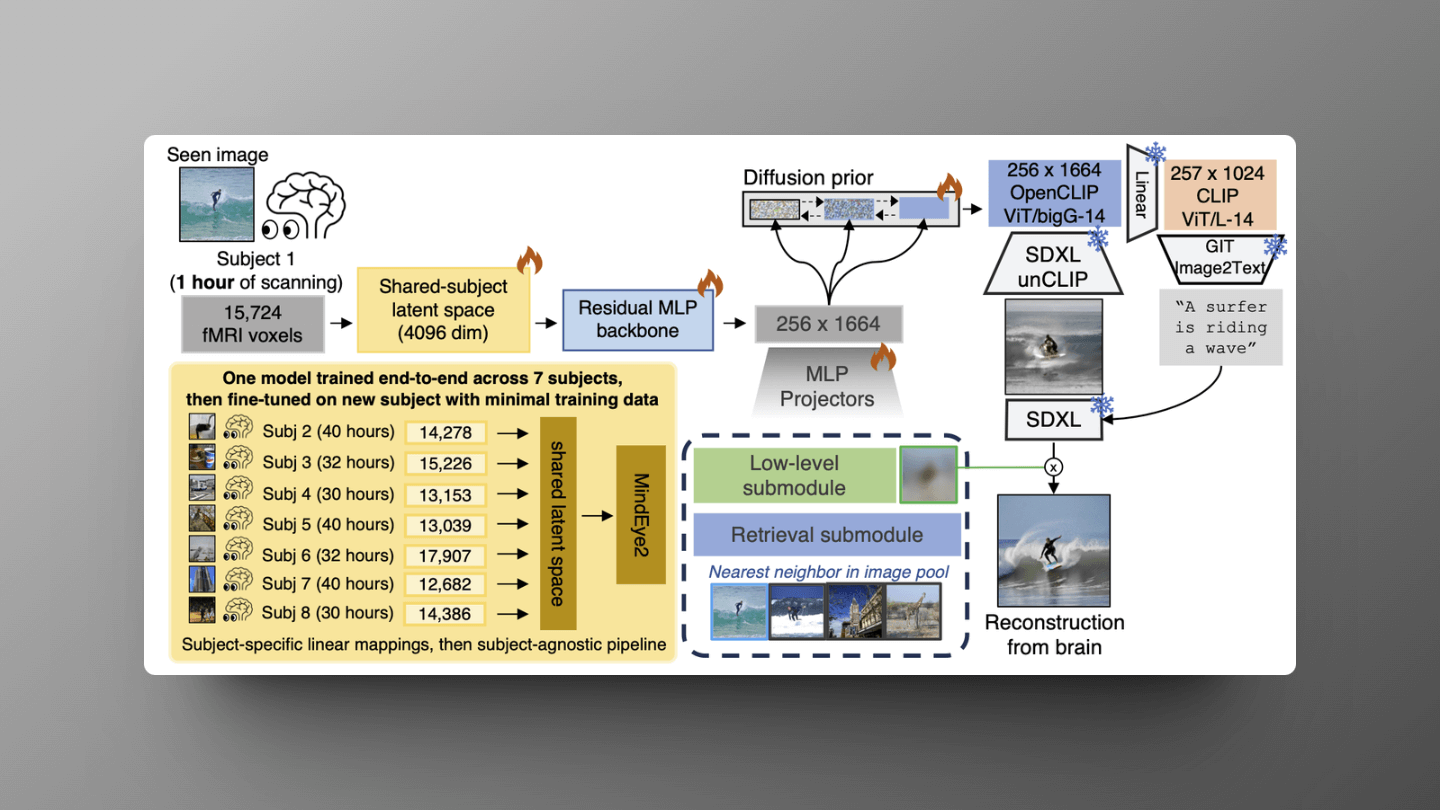 Seen image
Subject 1
(1 hour of scanning)
15,724
fMRI voxels
Shared-subject
latent space
(4096 dim)
Residual MLP
backbone
256 x 1664
MLP
Projectors
Diffusion prior
256 x 1664
OpenCLIP
ViT/bigG-14
Linear
257 x 1024
CLIP
ViT/L-14
SDXL
unCLIP
GIT
Image2Text
“A surfer
is riding
a wave”
SDXL
x
Reconstruction
from brain
One model trained end-to-end across 7 subjects,
then fine-tuned on new subject with minimal training data
Subj 2 (40 hours) 14,278
Subj 3 (32 hours) 15,226
Subj 4 (30 hours) 13,153
Subj 5 (40 hours) 13,039
Subj 6 (32 hours) 17,907
Subj 7 (40 hours) 12,682
Subj 8 (30 hours) 14,386
shared latent space
MindEye2
Subject-specific linear mappings, then subject-agnostic pipeline
Low-level
submodule
Retrieval submodule
Nearest neighbor in image pool